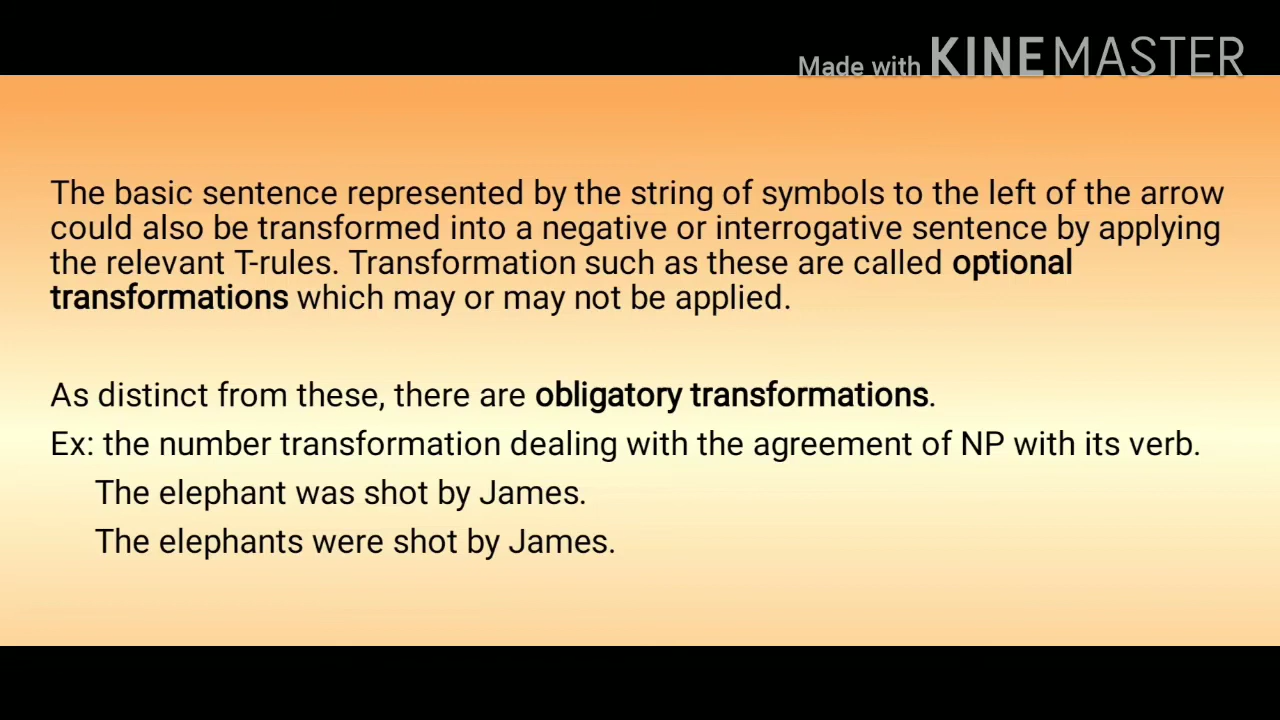 Made with KINEMASTER
The basic sentence represented by the string of symbols to the left of the arrow
could also be transformed into a negative or interrogative sentence by applying
the relevant T-rules. Transformation such as these are called optional
transformations which may or may not be applied.
As distinct from these, there are obligatory transformations.
Ex: the number transformation dealing with the agreement of NP with its verb.
The elephant was shot by James.
The elephants were shot by James.